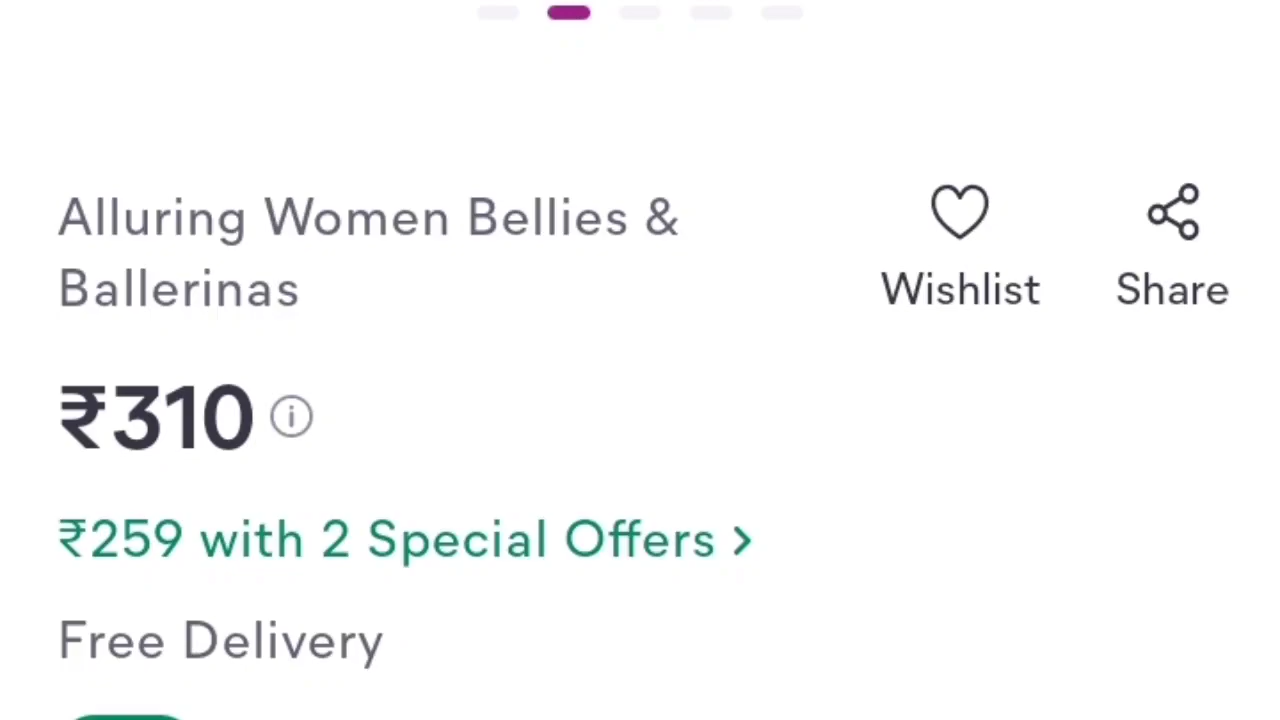 Alluring Women Bellies &
Ballerinas
Wishlist
Share
₹310
₹259 with 2 Special Offers >
Free Delivery